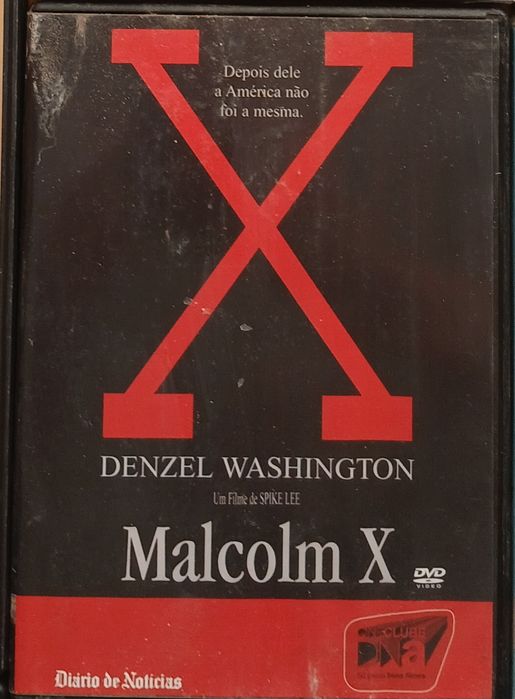 X
Depois dele
a América não
foi a mesma.
DENZEL WASHINGTON
Um Filme de SPIKE LEE
Malcolm X
DVD
VIDEO
CINECLUBE
DNa
Diário de Notícias